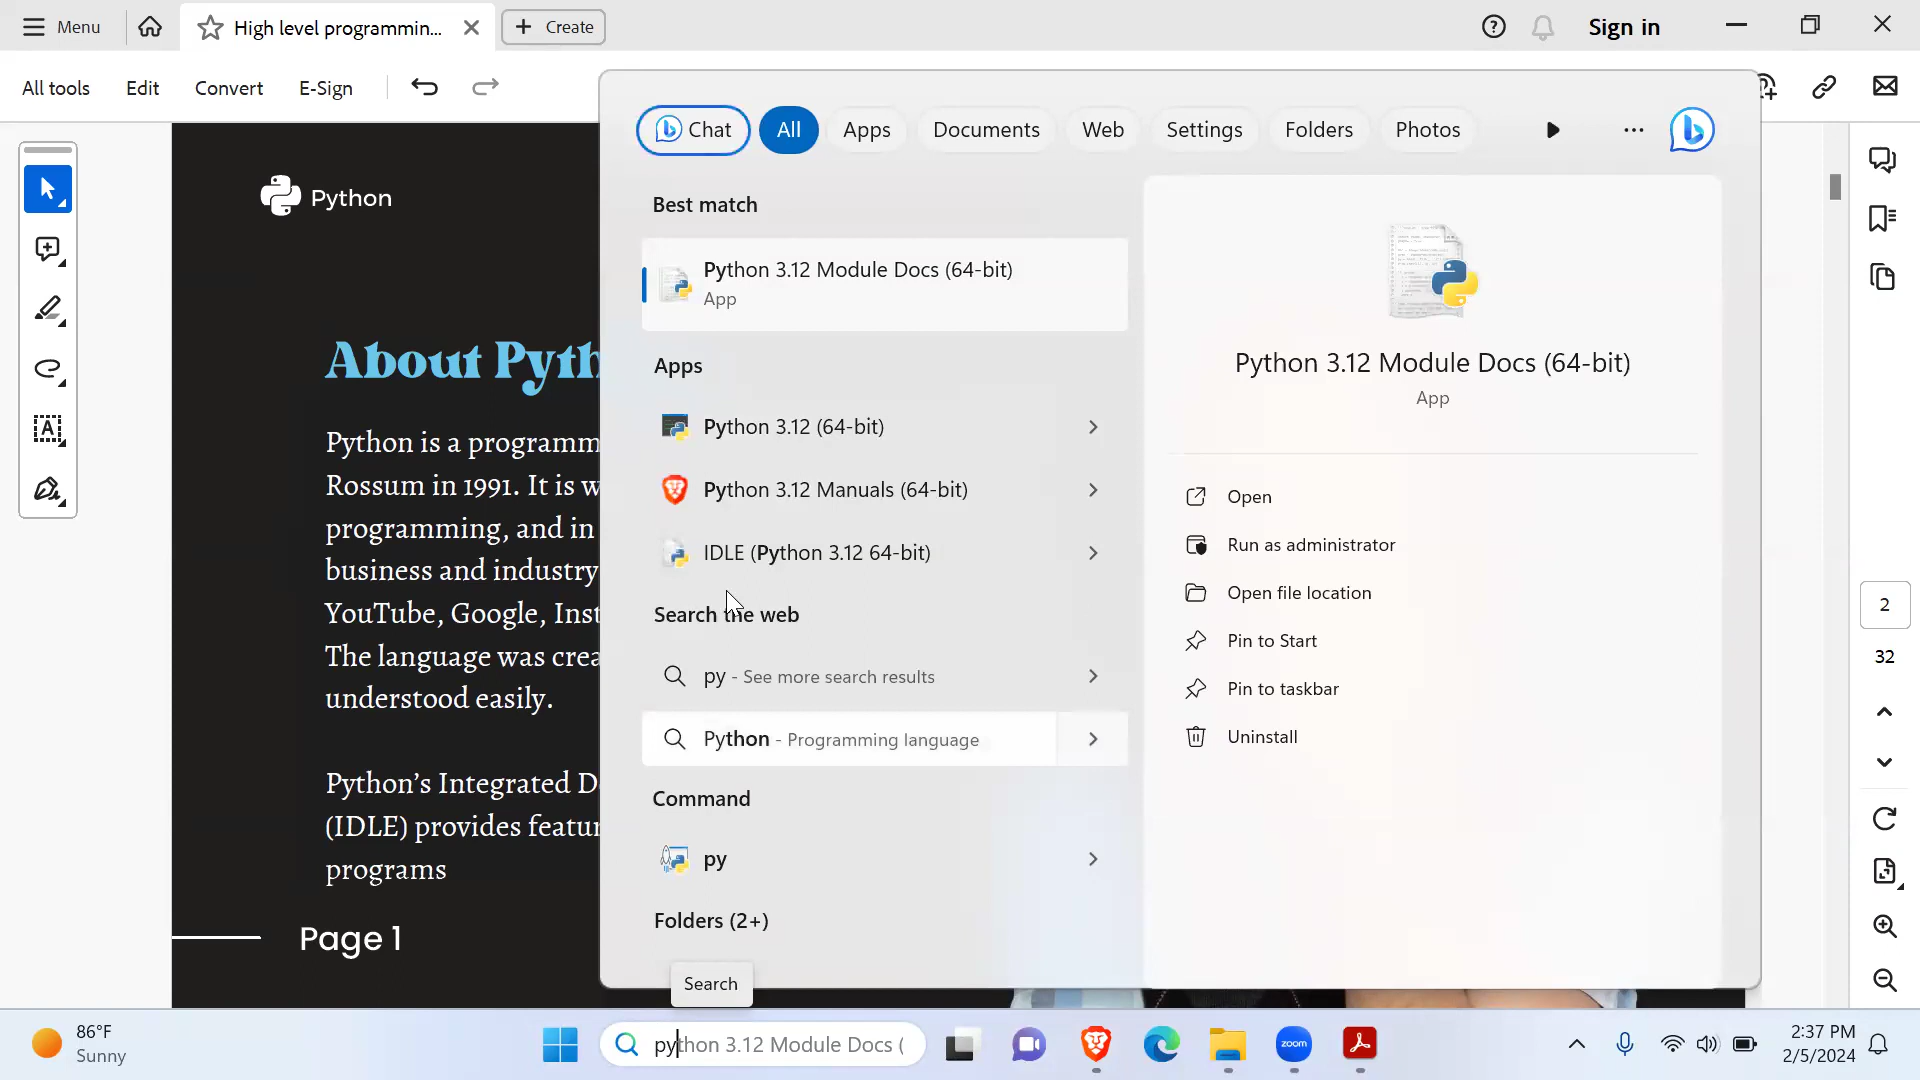 Menu
High level programmin...
Create
Sign in
All tools
Edit
Convert
E-Sign
Python
About Pyth
Python is a programm
Rossum in 1991. It is w
programming, and in
business and industry
YouTube, Google, Inst
The language was crea
understood easily.
Python's Integrated D
(IDLE) provides featur
programs
Page 1
Chat
All
Apps
Documents
Web
Settings
Folders
Photos
Best match
Python 3.12 Module Docs (64-bit)
App
Apps
Python 3.12 (64-bit)
Python 3.12 Manuals (64-bit)
IDLE (Python 3.12 64-bit)
Search the web
py - See more search results
Python - Programming language
Command
py
Folders (2+)
Search
Python 3.12 Module Docs (64-bit)
App
Open
Run as administrator
Open file location
Pin to Start
Pin to taskbar
Uninstall
2
32
86°F
Sunny
python 3.12 Module Docs (
zoom
2:37 PM
2/5/2024